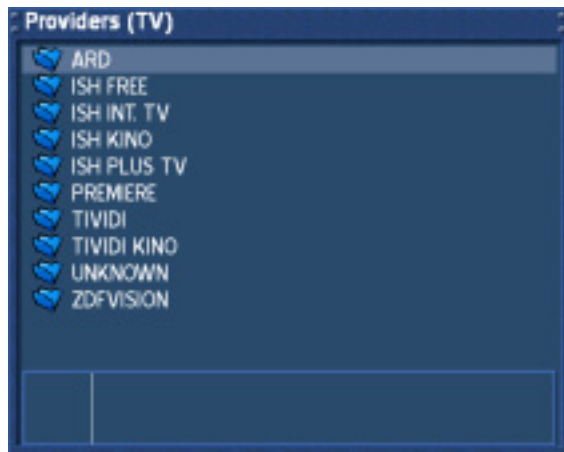 Providers (TV)
ARD
ISH FREE
ISH INT. TV
ISH KINO
ISH PLUS TV
PREMIERE
TIVIDI
TIVIDI KINO
UNKNOWN
ZDFVISION